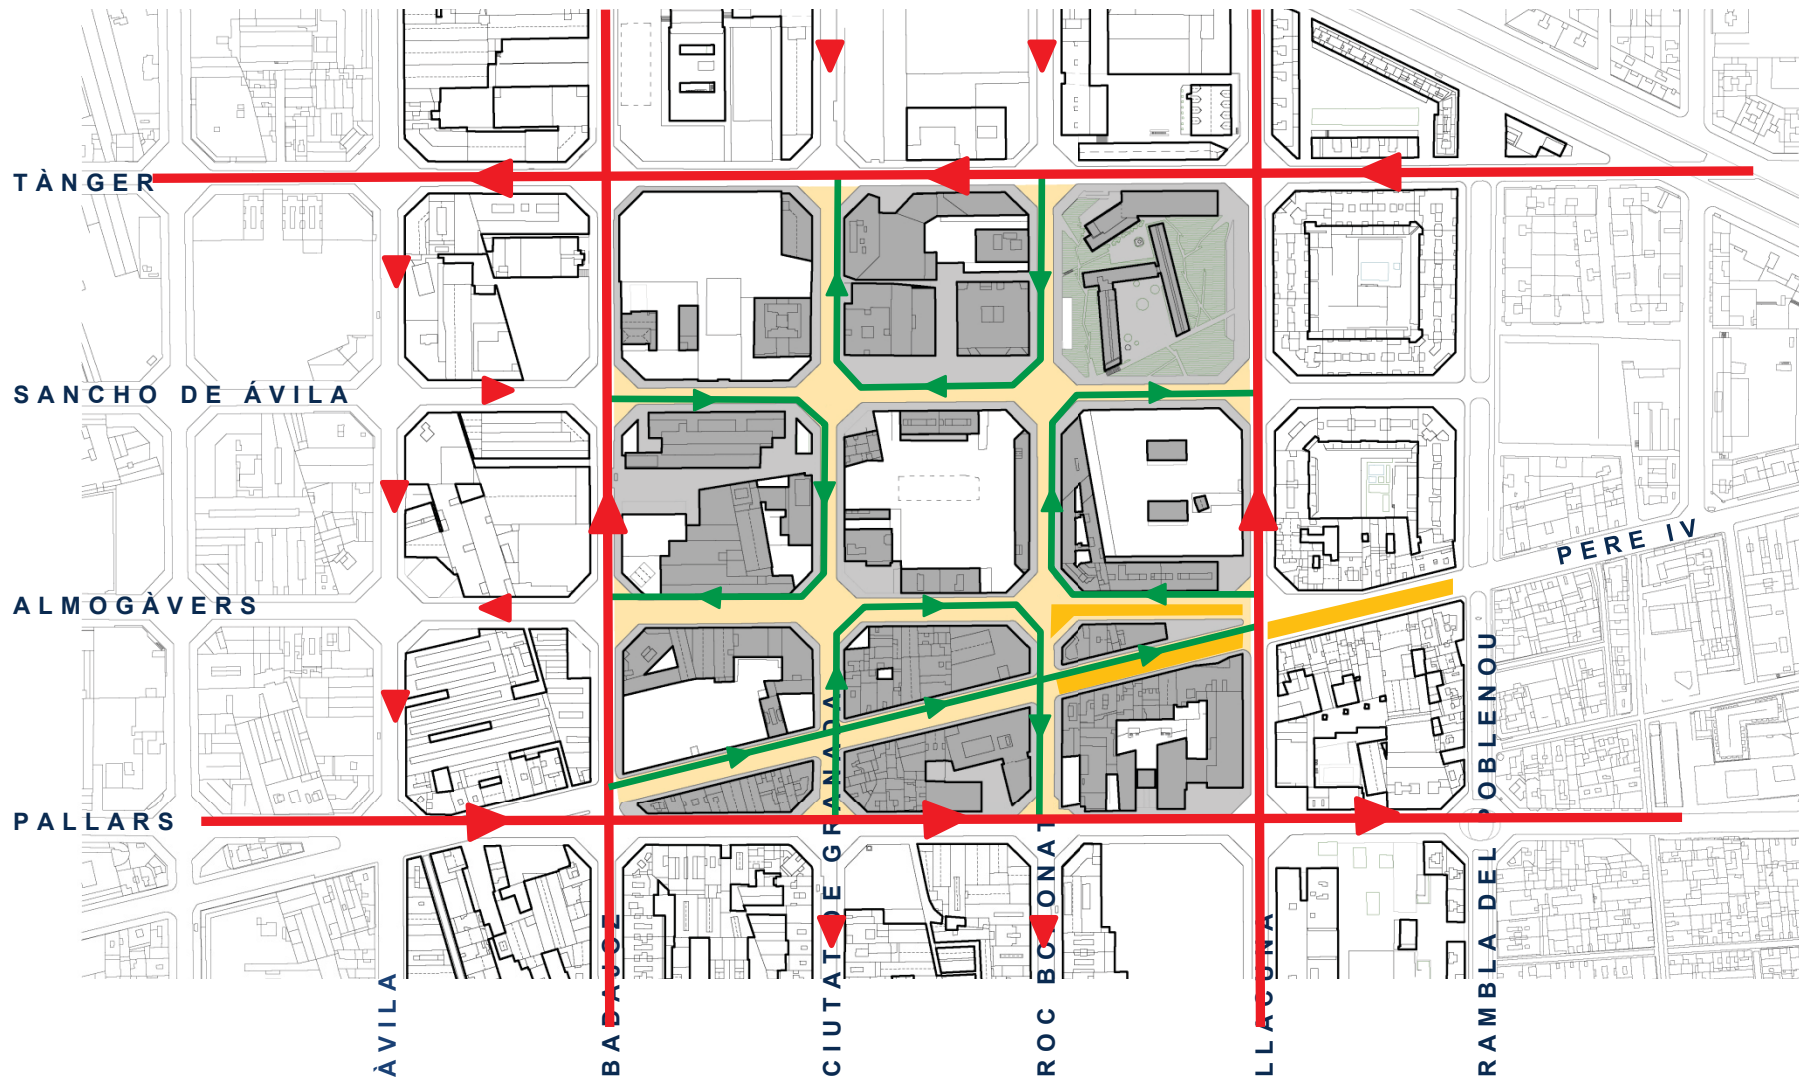 TÀNGER
SANCHO DE ÁVILA
PERE IV
ALMOGÀVERS
PALLARS
ÀVILA
BADAJOZ
CIUTAT DE GRANADA
ROC BORONAT
LLACUNA
RAMBLA DEL POBLENOU